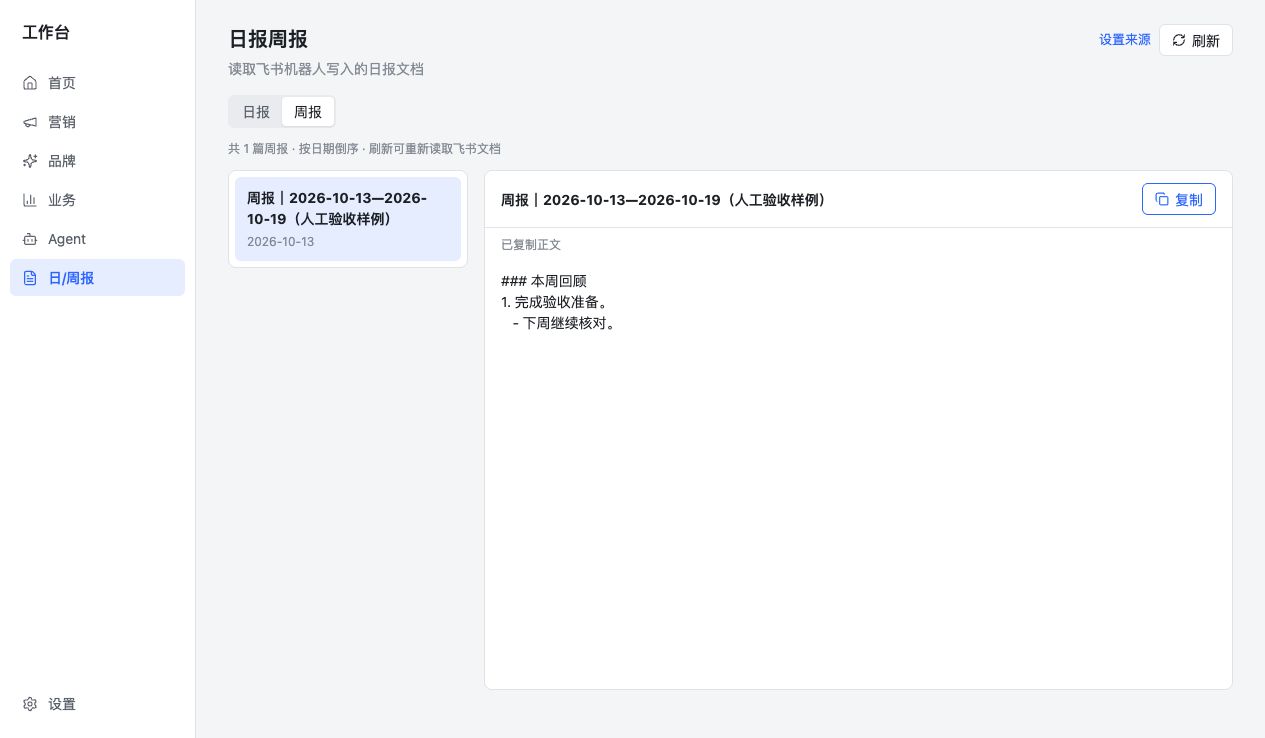 工作台
首页
营销
品牌
业务
Agent
日/周报
设置
日报周报
读取飞书机器人写入的日报文档
设置来源
刷新
日报
周报
共 1 篇周报 · 按日期倒序 · 刷新可重新读取飞书文档
周报｜2026-10-13—2026-
10-19（人工验收样例）
2026-10-13
周报｜2026-10-13—2026-10-19（人工验收样例）
复制
已复制正文
### 本周回顾
1. 完成验收准备。
- 下周继续核对。